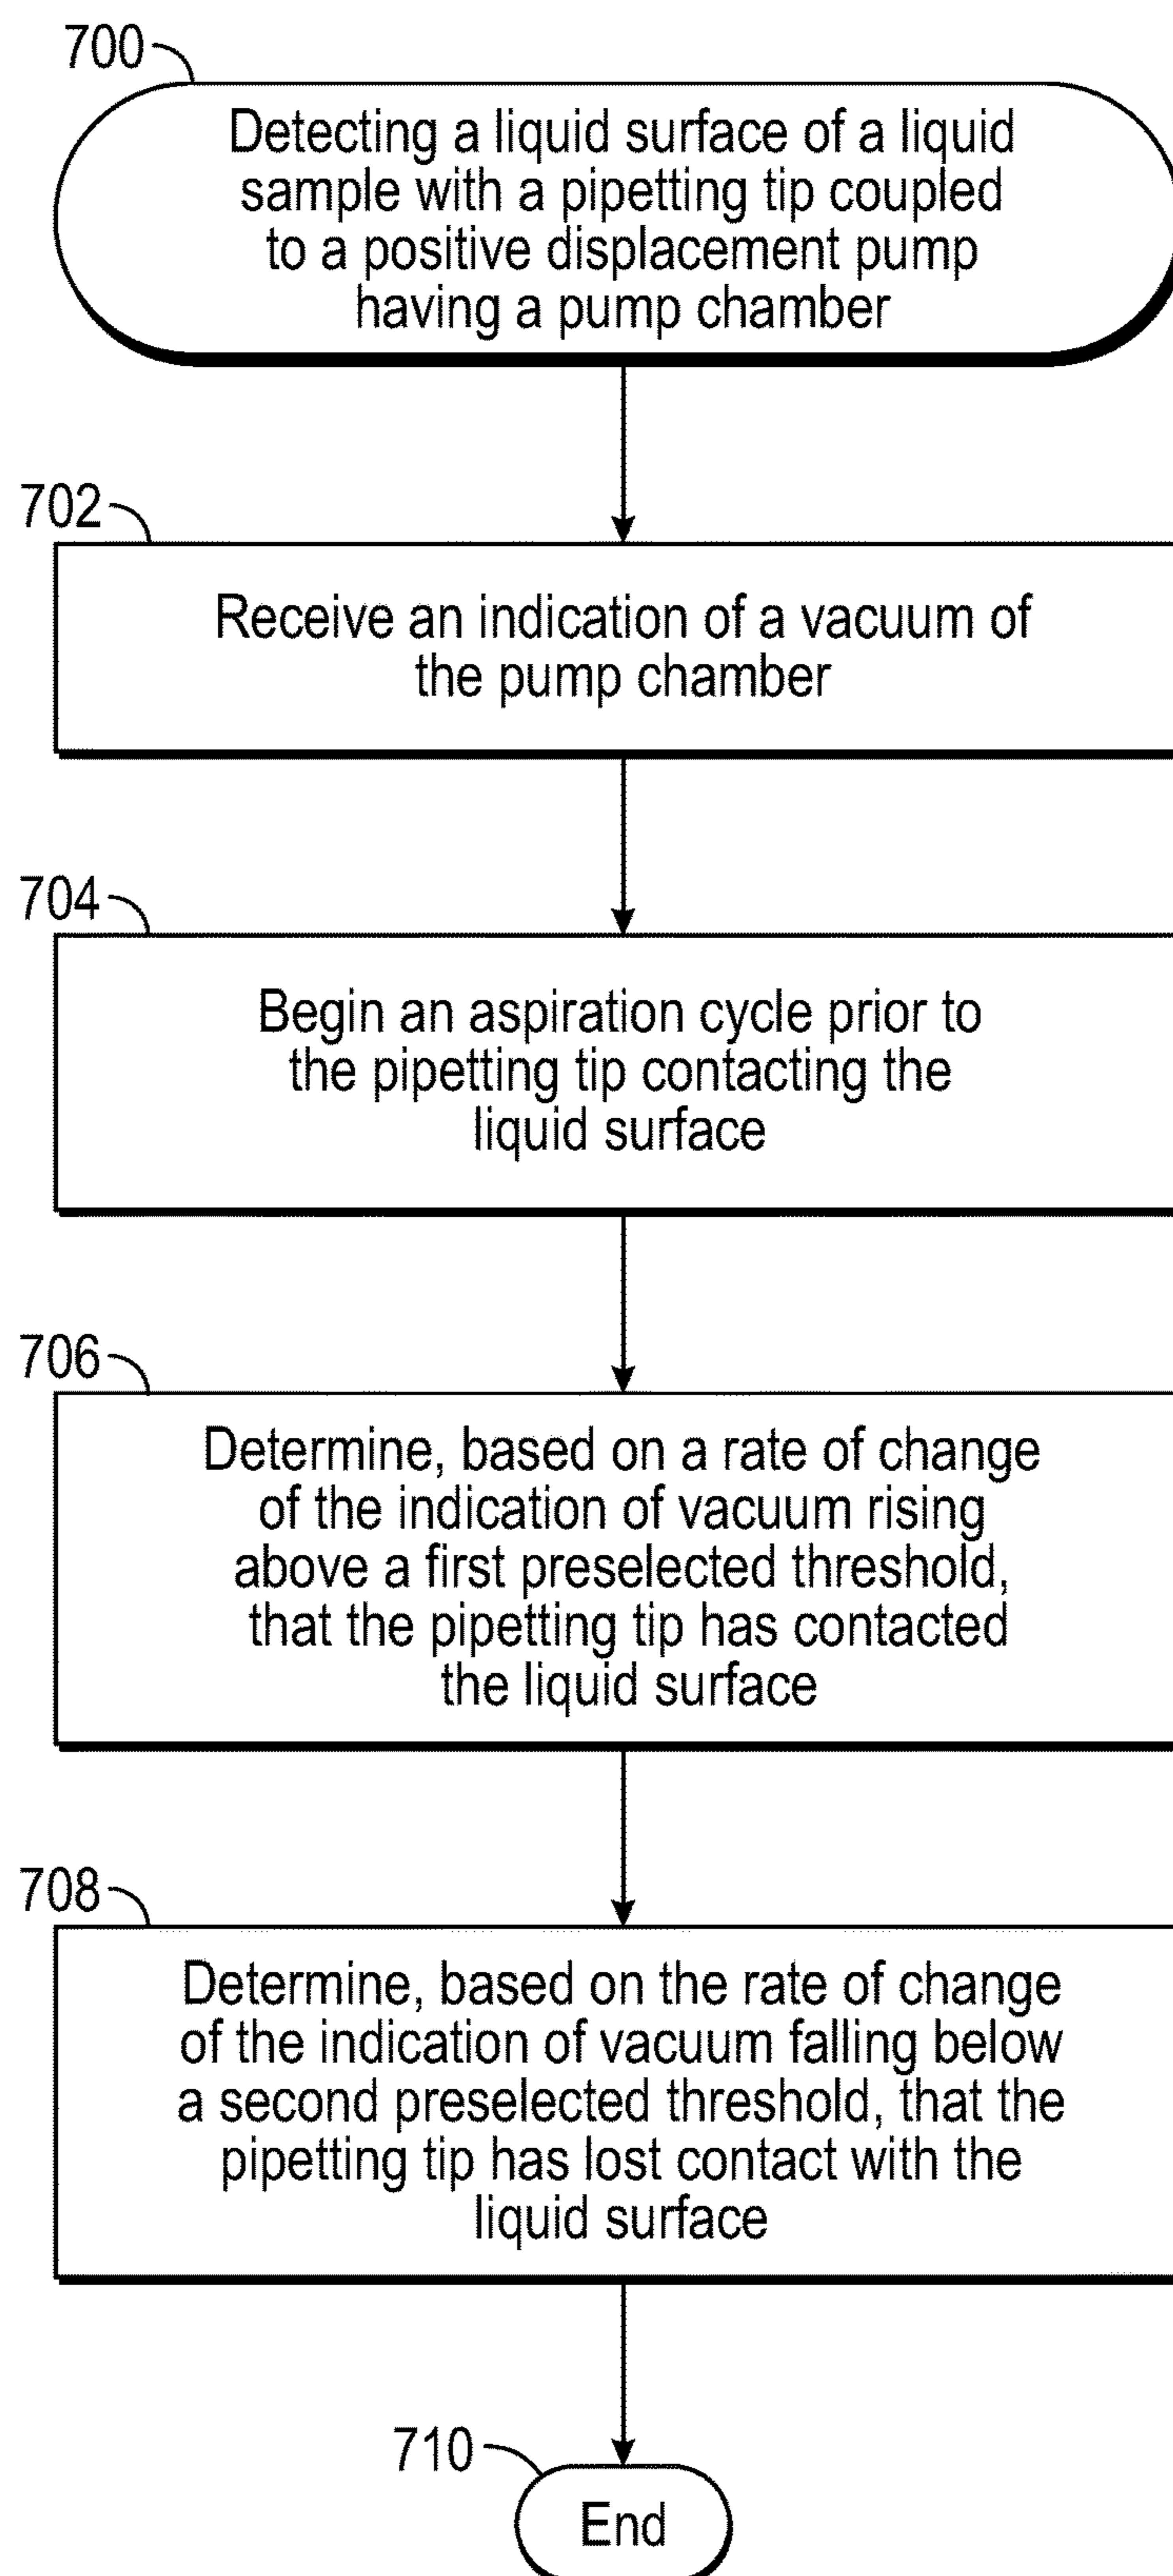 700
Detecting a liquid surface of a liquid
sample with a pipetting tip coupled
to a positive displacement pump
having a pump chamber
702
Receive an indication of a vacuum of
the pump chamber
704
Begin an aspiration cycle prior to
the pipetting tip contacting the
liquid surface
706
Determine, based on a rate of change
of the indication of vacuum rising
above a first preselected threshold,
that the pipetting tip has contacted
the liquid surface
708
Determine, based on the rate of change
of the indication of vacuum falling below
a second preselected threshold, that the
pipetting tip has lost contact with the
liquid surface
710
End